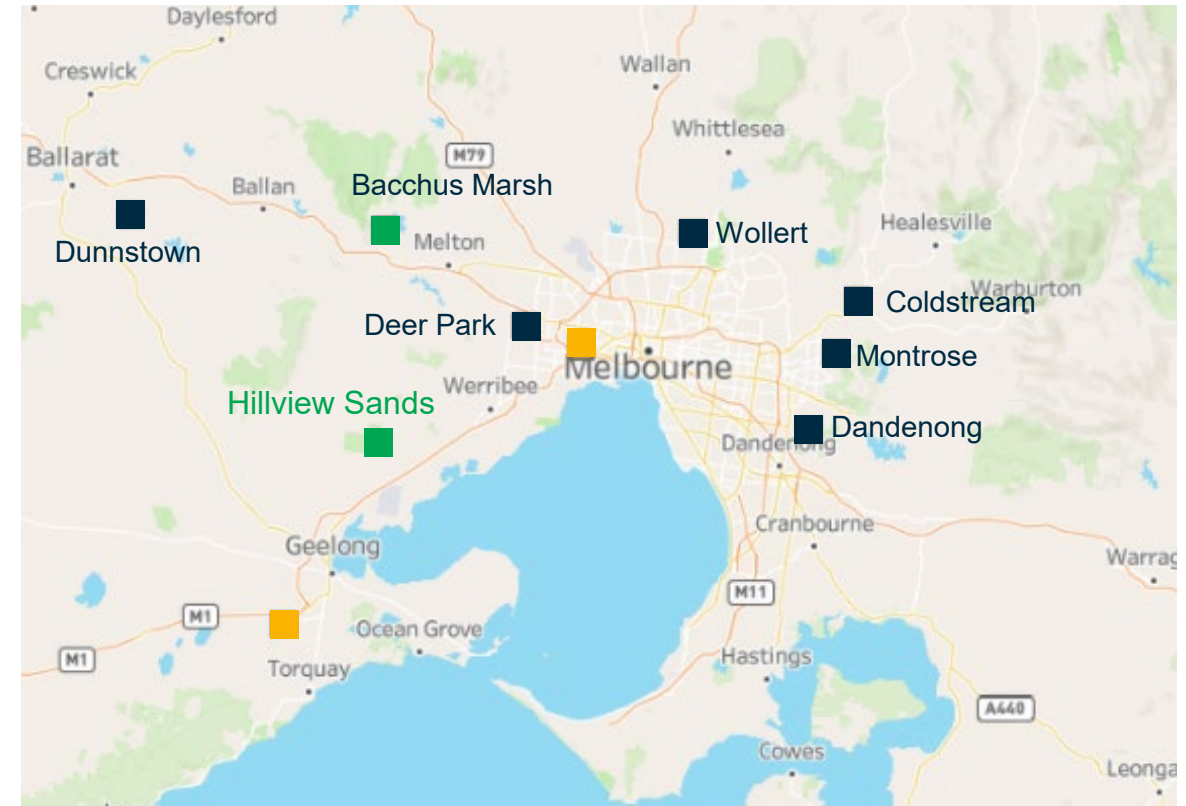 Daylesford
Creswick
Wallan
Whittlesea
M79
Ballarat
Ballan
Bacchus Marsh
Dunnstown
Melton
Wollert
Healesville
Warburton
Coldstream
Deer Park
Melbourne
Montrose
Werribee
Hillview Sands
Dandenong
Dandenong
Cranbourne
Geelong
Warrag
M11
M1
Ocean Grove
M1
Torquay
Hastings
A440
Cowes
Leonga